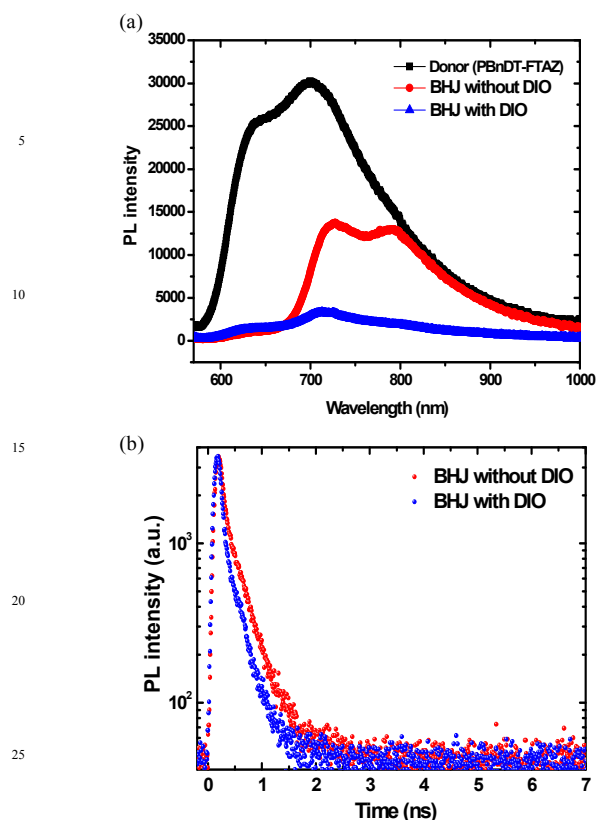 (a)
35000
30000
25000
20000
15000
10000
5000
0
PL intensity
Donor (PBnDT-FTAZ)
BHJ without DIO
BHJ with DIO
600 700 800 900 1000
Wavelength (nm)
5
10
15
20
25
(b)
10³
10²
PL intensity (a.u.)
BHJ without DIO
BHJ with DIO
0 1 2 3 4 5 6 7
Time (ns)